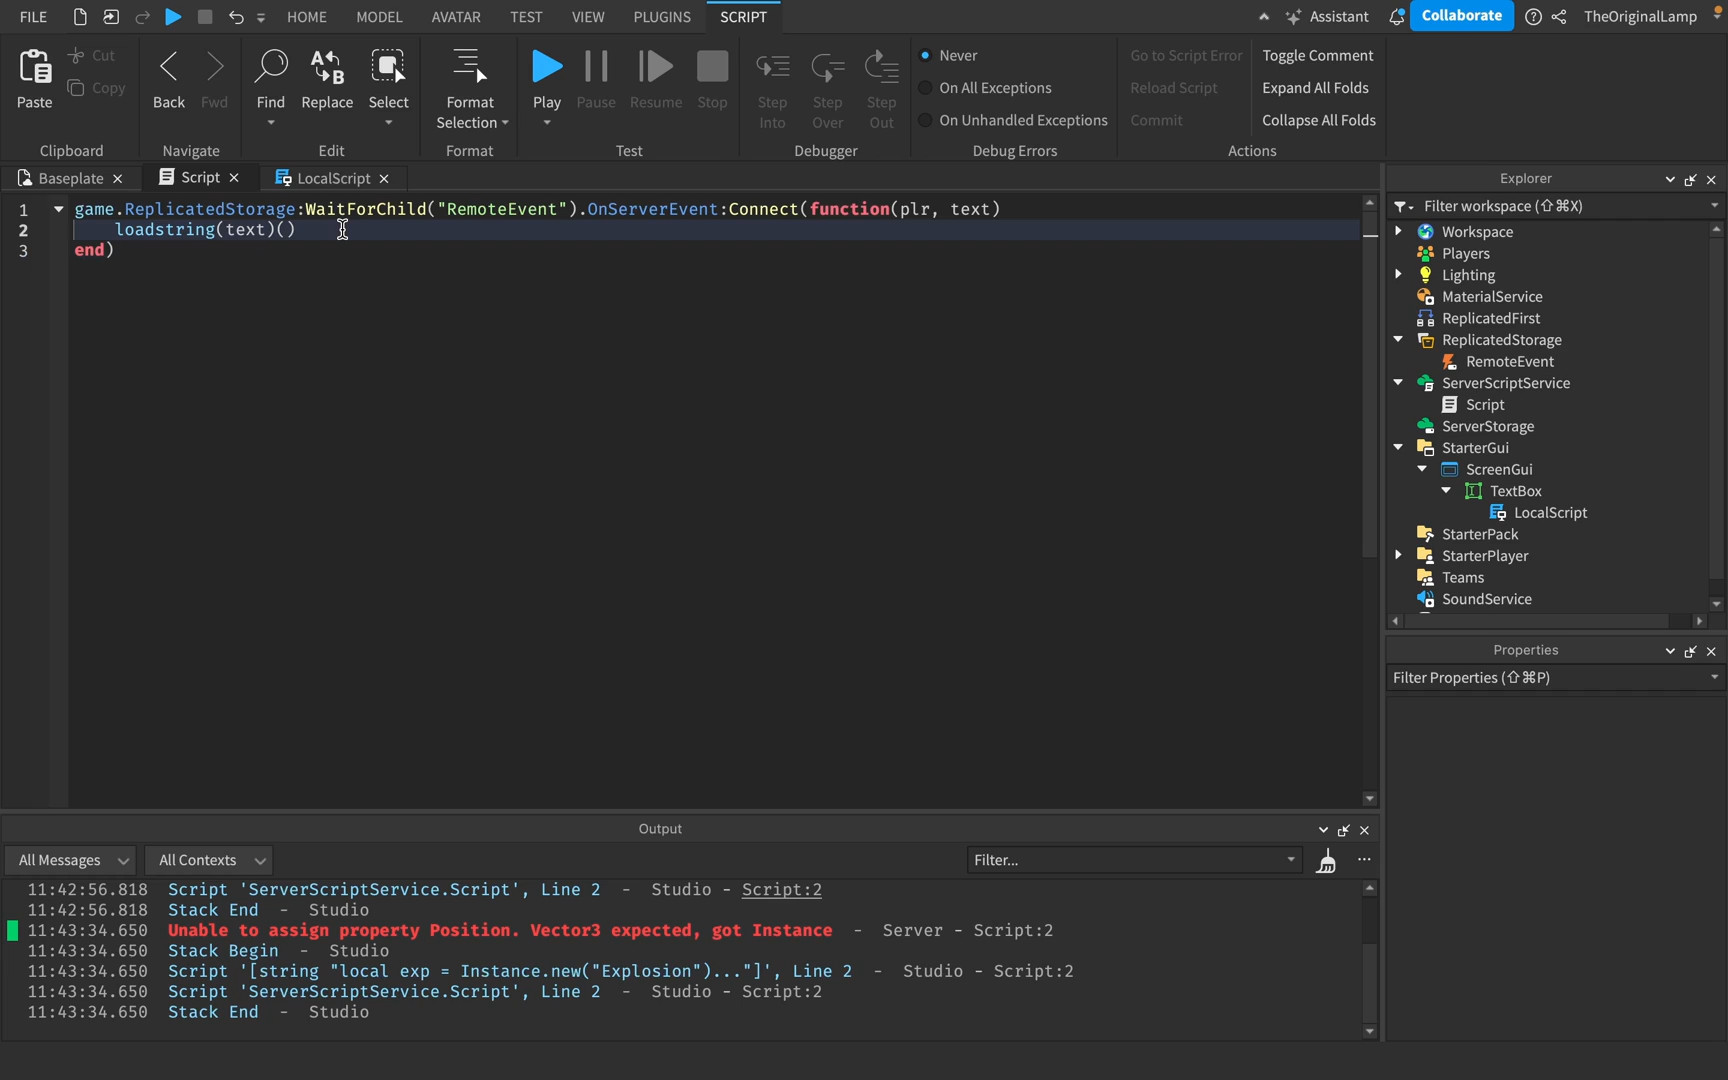 FILE HOME MODEL AVATAR TEST VIEW PLUGINS SCRIPT Assistant Collaborate TheOriginalLamp
Paste Cut Copy Back Fwd Find Replace Select Format Selection Play Pause Resume Stop Step Into Step Over Step Out
Never
On All Exceptions
On Unhandled Exceptions
Go to Script Error
Reload Script
Commit
Toggle Comment
Expand All Folds
Collapse All Folds
Clipboard Navigate Edit Format Test Debugger Debug Errors Actions
Baseplate Script LocalScript
1 game.ReplicatedStorage:WaitForChild("RemoteEvent").OnServerEvent:Connect(function(plr, text)
2 loadstring(text)()
3 end)
Explorer
Filter workspace (⇧⌘X)
Workspace
Players
Lighting
MaterialService
ReplicatedFirst
ReplicatedStorage
RemoteEvent
ServerScriptService
Script
ServerStorage
StarterGui
ScreenGui
TextBox
LocalScript
StarterPack
StarterPlayer
Teams
SoundService
Properties
Filter Properties (⇧⌘P)
Output
All Messages All Contexts Filter...
11:42:56.818 Script 'ServerScriptService.Script', Line 2 - Studio - Script:2
11:42:56.818 Stack End - Studio
11:43:34.650 Unable to assign property Position. Vector3 expected, got Instance - Server - Script:2
11:43:34.650 Stack Begin - Studio
11:43:34.650 Script '[string "local exp = Instance.new("Explosion")..."]', Line 2 - Studio - Script:2
11:43:34.650 Script 'ServerScriptService.Script', Line 2 - Studio - Script:2
11:43:34.650 Stack End - Studio